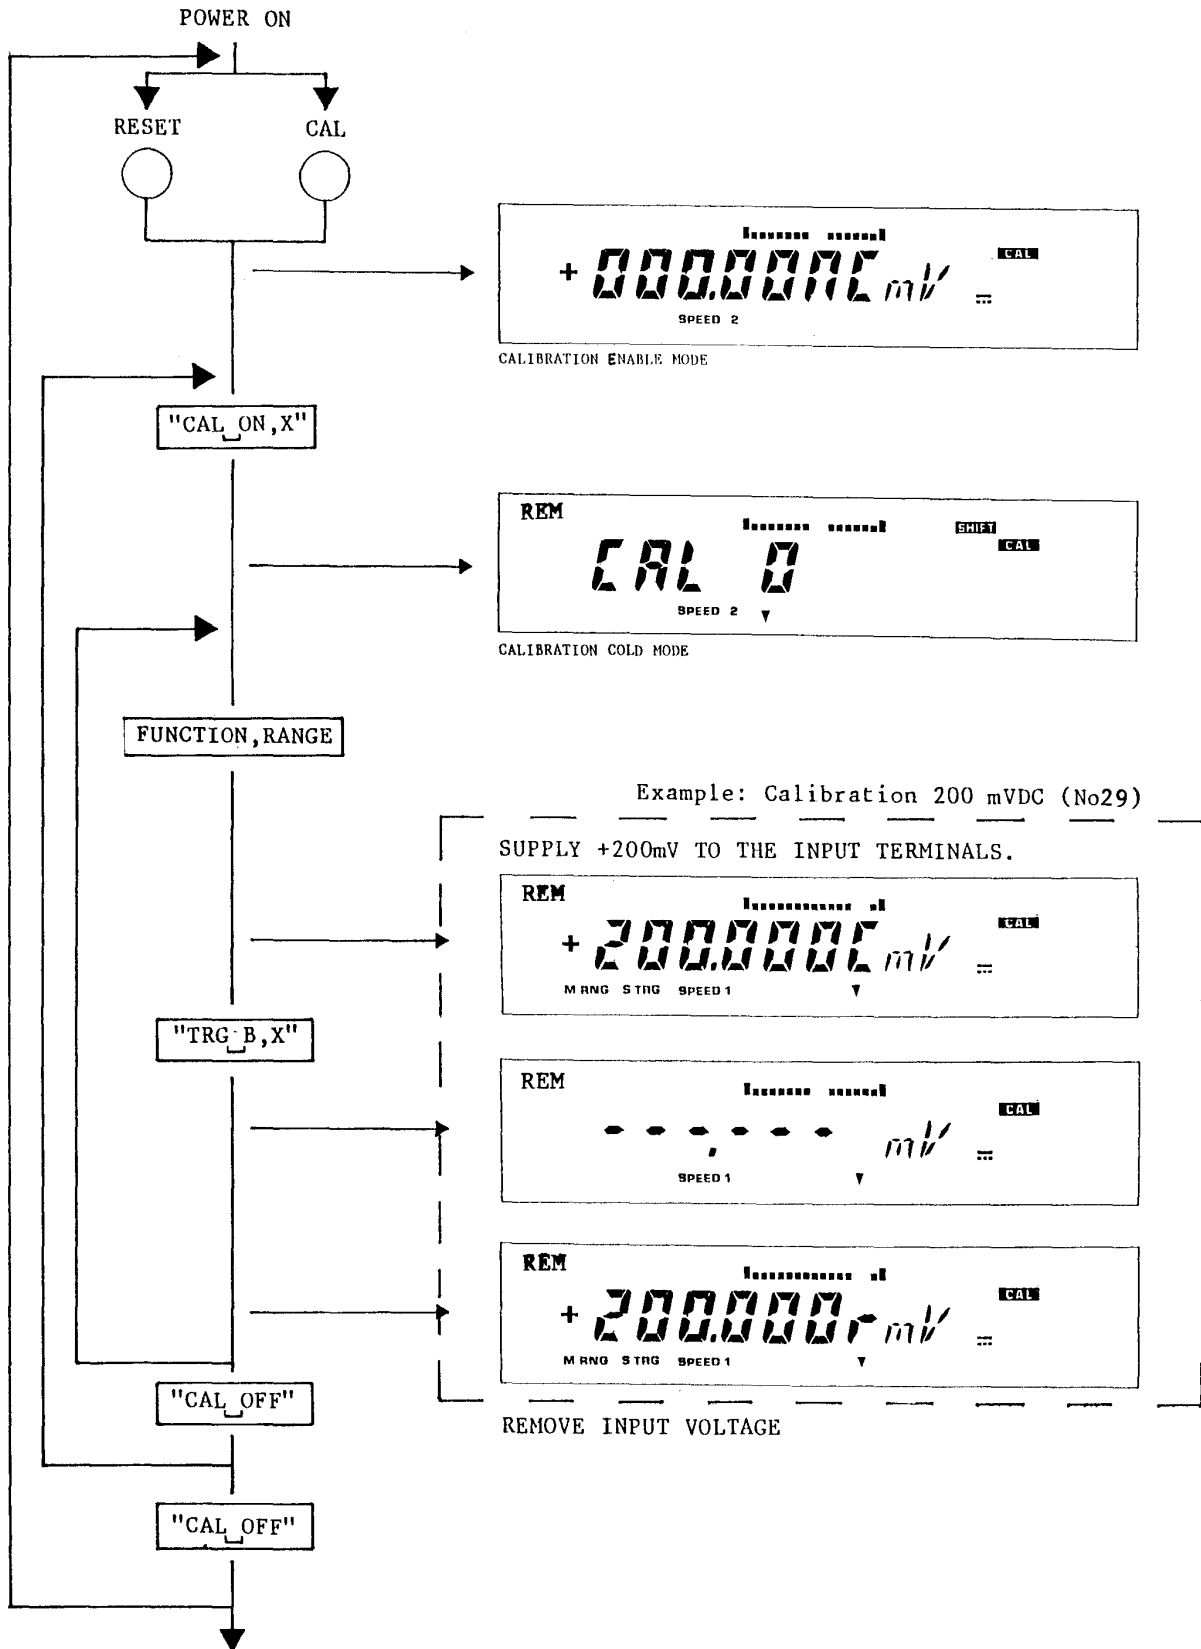 POWER ON
RESET CAL
+000.00NC mV CAL
SPEED 2
CALIBRATION ENABLE MODE
"CAL␣ON,X"
REM
SHIFT
CAL 0 CAL
SPEED 2
CALIBRATION COLD MODE
FUNCTION,RANGE
Example: Calibration 200 mVDC (No29)
SUPPLY +200mV TO THE INPUT TERMINALS.
REM
+200.000C mV CAL
M RNG S TRG SPEED 1
"TRG␣B,X"
REM
CAL
------ mV
SPEED 1
REM
+200.000r mV CAL
M RNG S TRG SPEED 1
"CAL␣OFF"
REMOVE INPUT VOLTAGE
"CAL␣OFF"